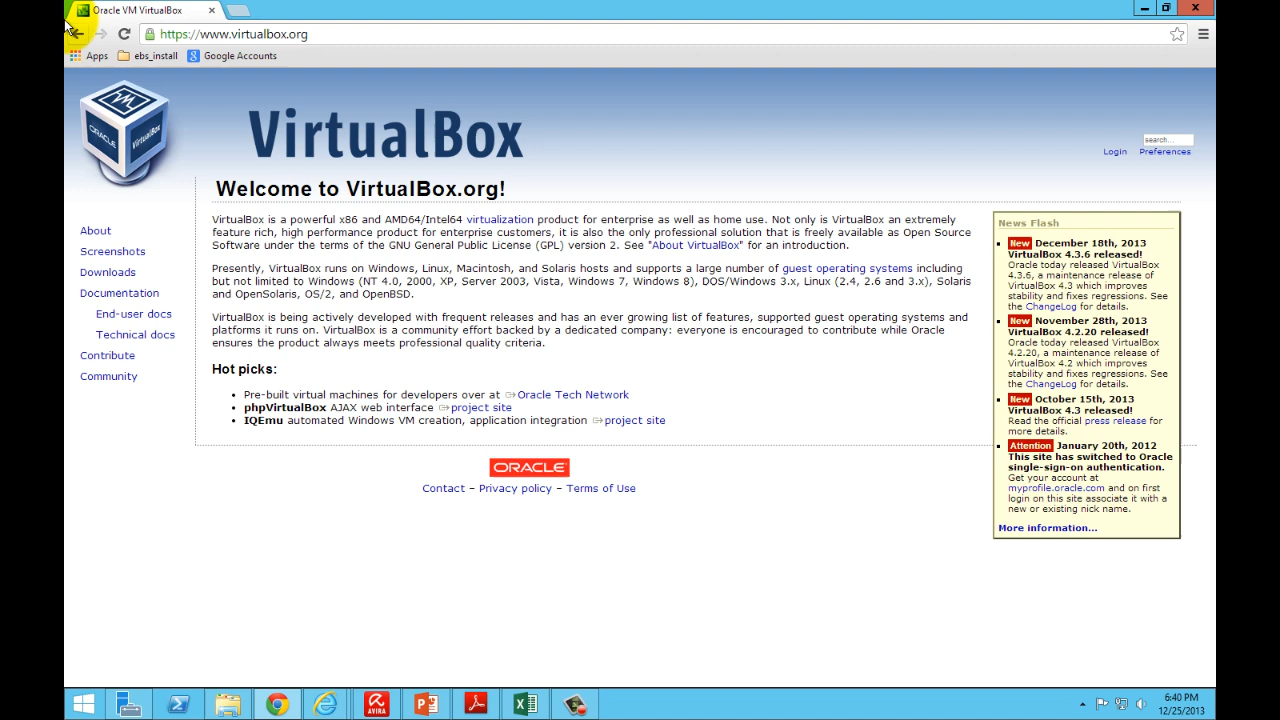 Oracle VM VirtualBox
https://www.virtualbox.org
Apps ebs_install Google Accounts
ORACLE VirtualBox
VirtualBox
search...
Login Preferences
Welcome to VirtualBox.org!
About
Screenshots
Downloads
Documentation
End-user docs
Technical docs
Contribute
Community
VirtualBox is a powerful x86 and AMD64/Intel64 virtualization product for enterprise as well as home use. Not only is VirtualBox an extremely
feature rich, high performance product for enterprise customers, it is also the only professional solution that is freely available as Open Source
Software under the terms of the GNU General Public License (GPL) version 2. See "About VirtualBox" for an introduction.
Presently, VirtualBox runs on Windows, Linux, Macintosh, and Solaris hosts and supports a large number of guest operating systems including
but not limited to Windows (NT 4.0, 2000, XP, Server 2003, Vista, Windows 7, Windows 8), DOS/Windows 3.x, Linux (2.4, 2.6 and 3.x), Solaris
and OpenSolaris, OS/2, and OpenBSD.
VirtualBox is being actively developed with frequent releases and has an ever growing list of features, supported guest operating systems and
platforms it runs on. VirtualBox is a community effort backed by a dedicated company: everyone is encouraged to contribute while Oracle
ensures the product always meets professional quality criteria.
Hot picks:
Pre-built virtual machines for developers over at Oracle Tech Network
phpVirtualBox AJAX web interface project site
IQEmu automated Windows VM creation, application integration project site
News Flash
New December 18th, 2013
VirtualBox 4.3.6 released!
Oracle today released VirtualBox
4.3.6, a maintenance release of
VirtualBox 4.3 which improves
stability and fixes regressions. See
the ChangeLog for details.
New November 28th, 2013
VirtualBox 4.2.20 released!
Oracle today released VirtualBox
4.2.20, a maintenance release of
VirtualBox 4.2 which improves
stability and fixes regressions. See
the ChangeLog for details.
New October 15th, 2013
VirtualBox 4.3 released!
Read the official press release for
more details.
Attention January 20th, 2012
This site has switched to Oracle
single-sign-on authentication.
Get your account at
myprofile.oracle.com and on first
login on this site associate it with a
new or existing nick name.
More information...
ORACLE
Contact – Privacy policy – Terms of Use
AVIRA
6:40 PM
12/25/2013